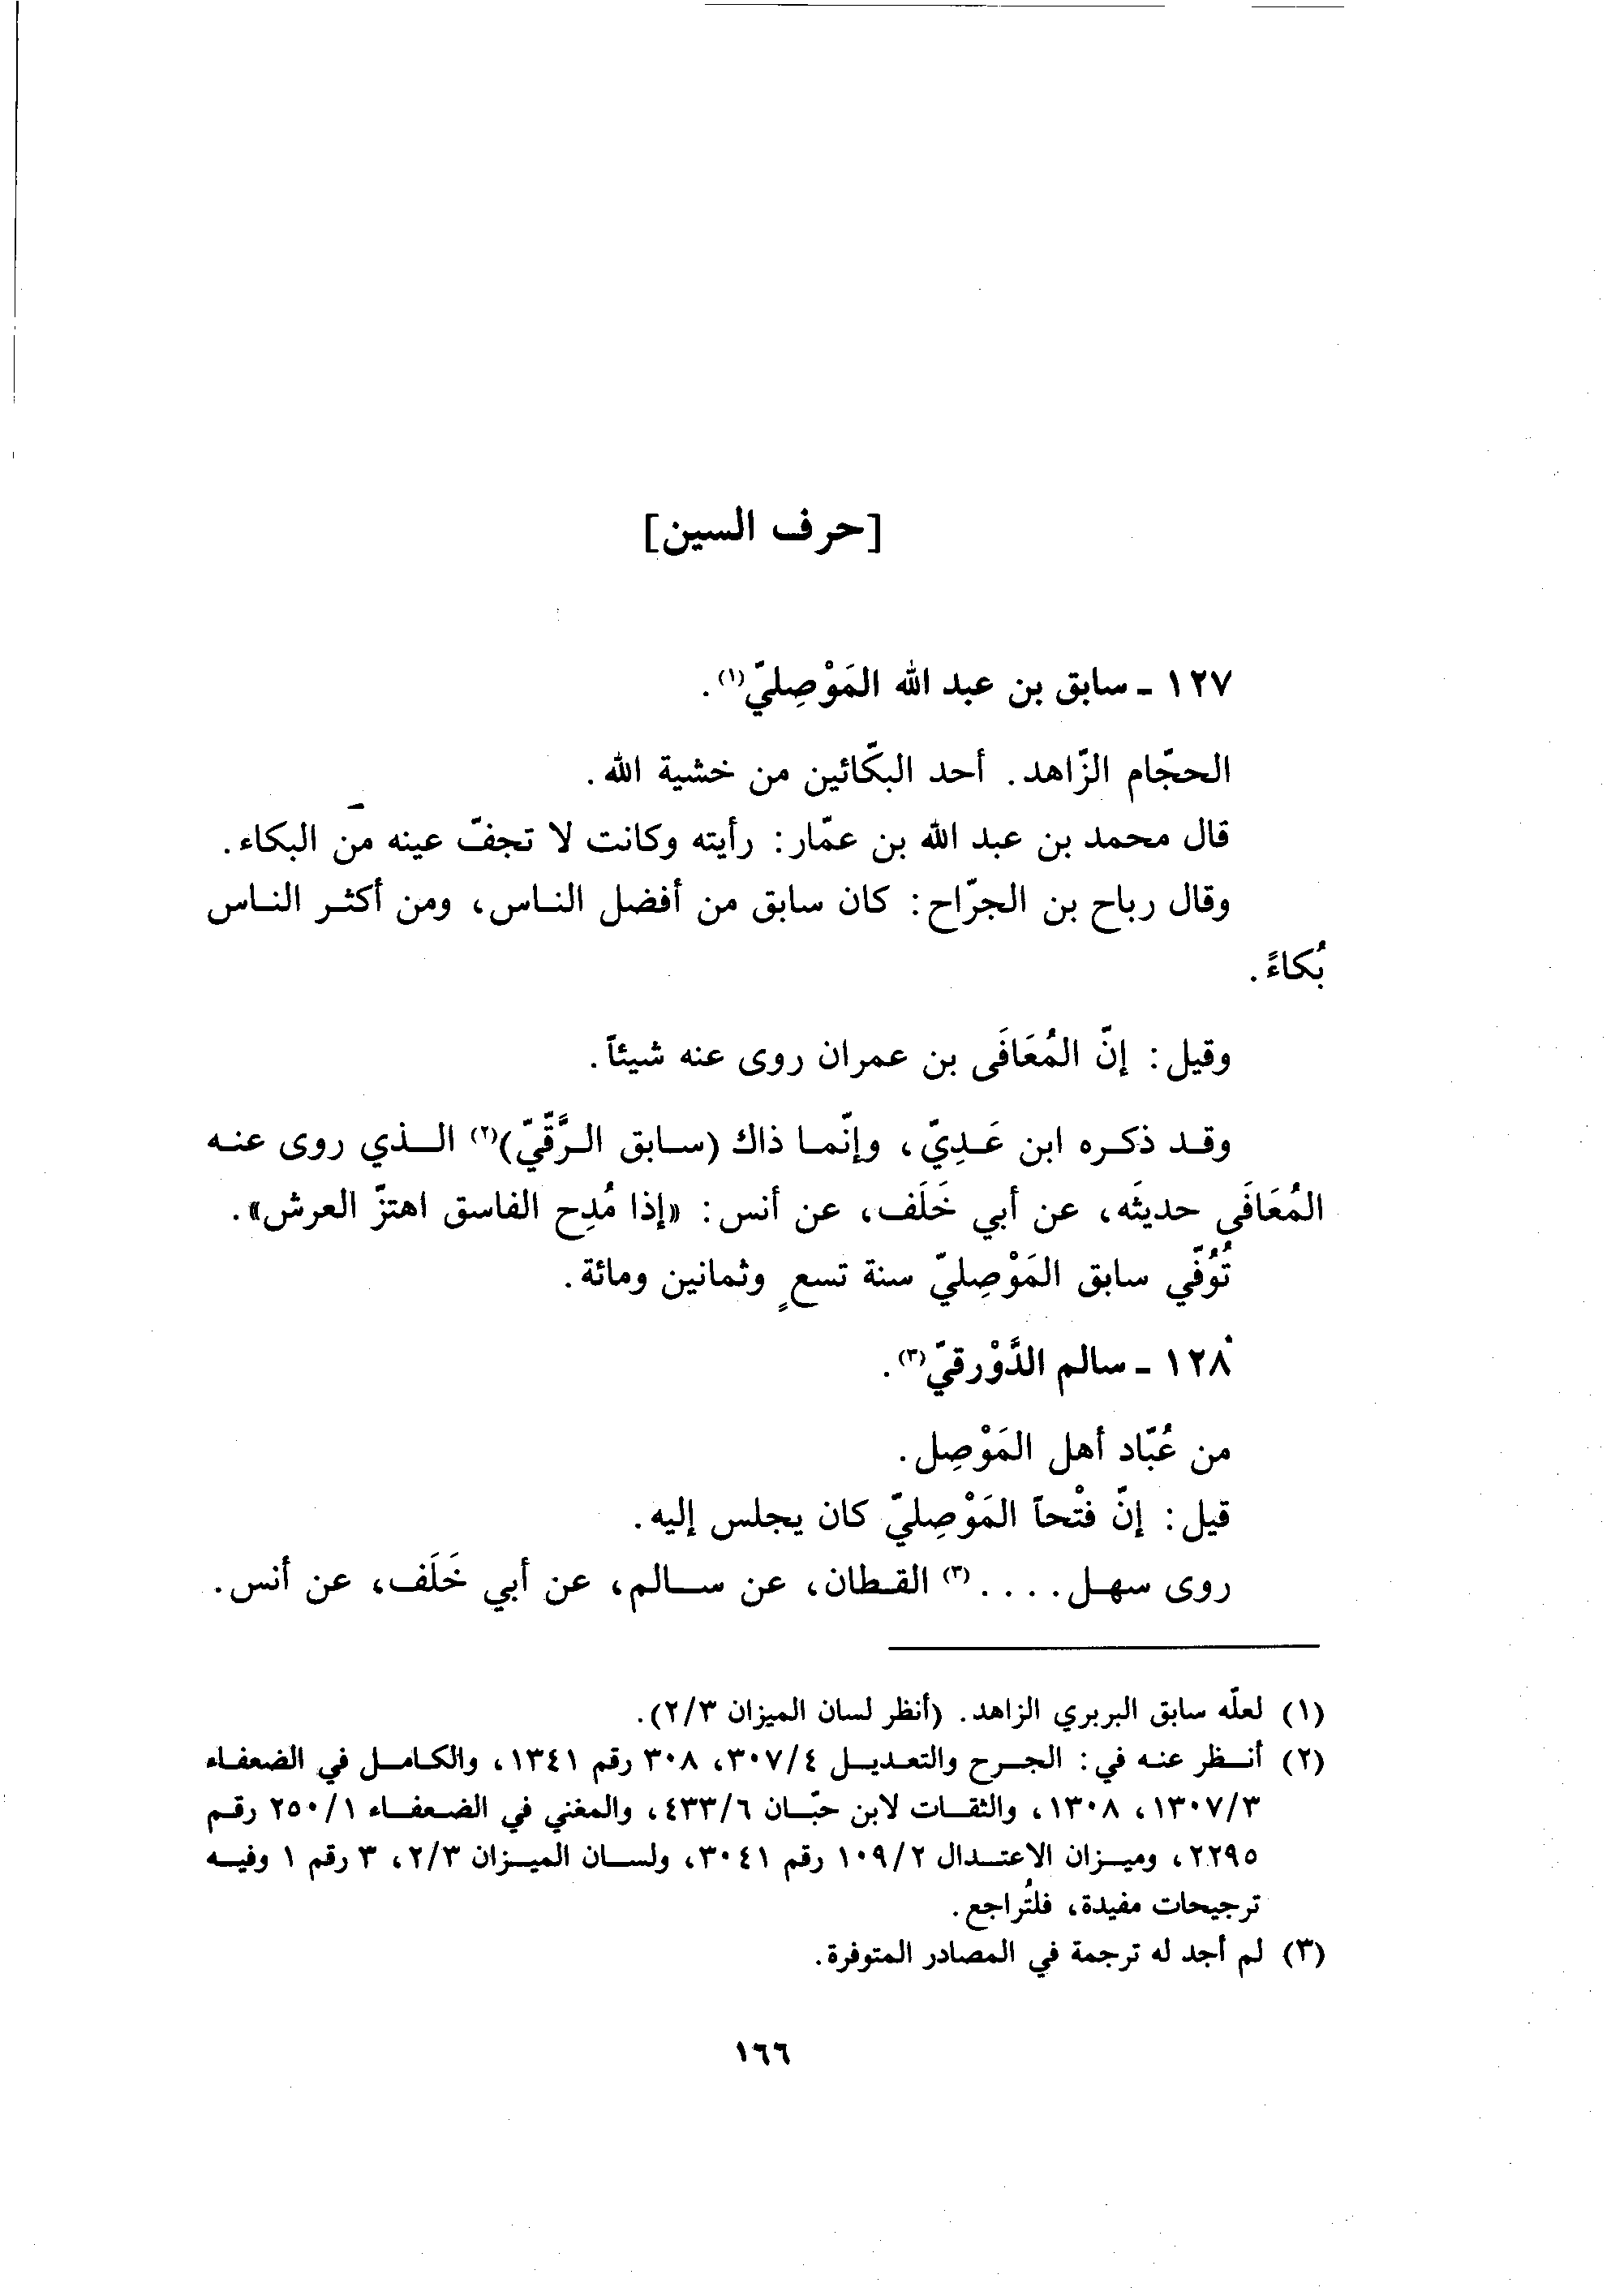 [حرف السين]
١٢٧ ـ سابق بن عبد الله المَوْصِليّ(١).
الحجّام الزّاهد. أحد البكّائين من خشية الله.
قال محمد بن عبد الله بن عمّار: رأيته وكانت لا تجفّ عينه من البكاء.
وقال رباح بن الجرّاح: كان سابق من أفضل الناس، ومن أكثر الناس
بُكاءً.
وقيل: إنّ المُعَافَى بن عمران روى عنه شيئاً.
وقد ذكره ابن عَدِيّ، وإنّما ذاك (سابق الرَّقّيّ)(٢) الذي روى عنه
المُعَافَى حديثَه، عن أبي خَلَف، عن أنس: «إذا مُدِح الفاسق اهتزّ العرش».
تُوُفّي سابق المَوْصِليّ سنة تسعٍ وثمانين ومائة.
١٢٨ ـ سالم الدَّوْرقيّ(٣).
من عُبّاد أهل المَوْصِل.
قيل: إنّ فتْحاً المَوْصِليّ كان يجلس إليه.
روى سهل. . . .(٣) القطان، عن سالم، عن أبي خَلَف، عن أنس.
(١) لعلّه سابق البربري الزاهد. (أنظر لسان الميزان ٢/٣).
(٢) أنظر عنه في: الجرح والتعديل ٣٠٧/٤، ٣٠٨ رقم ١٣٤١، والكامل في الضعفاء
١٣٠٧/٣، ١٣٠٨، والثقات لابن حبّان ٤٣٣/٦، والمغني في الضعفاء ٢٥٠/١ رقم
٢٢٩٥، وميزان الاعتدال ١٠٩/٢ رقم ٣٠٤١، ولسان الميزان ٢/٣، ٣ رقم ١ وفيه
ترجيحات مفيدة، فلتُراجع.
(٣) لم أجد له ترجمة في المصادر المتوفرة.
١٦٦